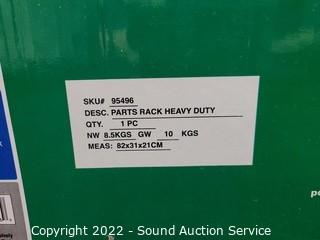 SKU# 95496
DESC. PARTS RACK HEAVY DUTY
QTY. 1 PC
NW 8.5KGS GW 10 KGS
MEAS: 82x31x21CM
Copyright 2022 - Sound Auction Service